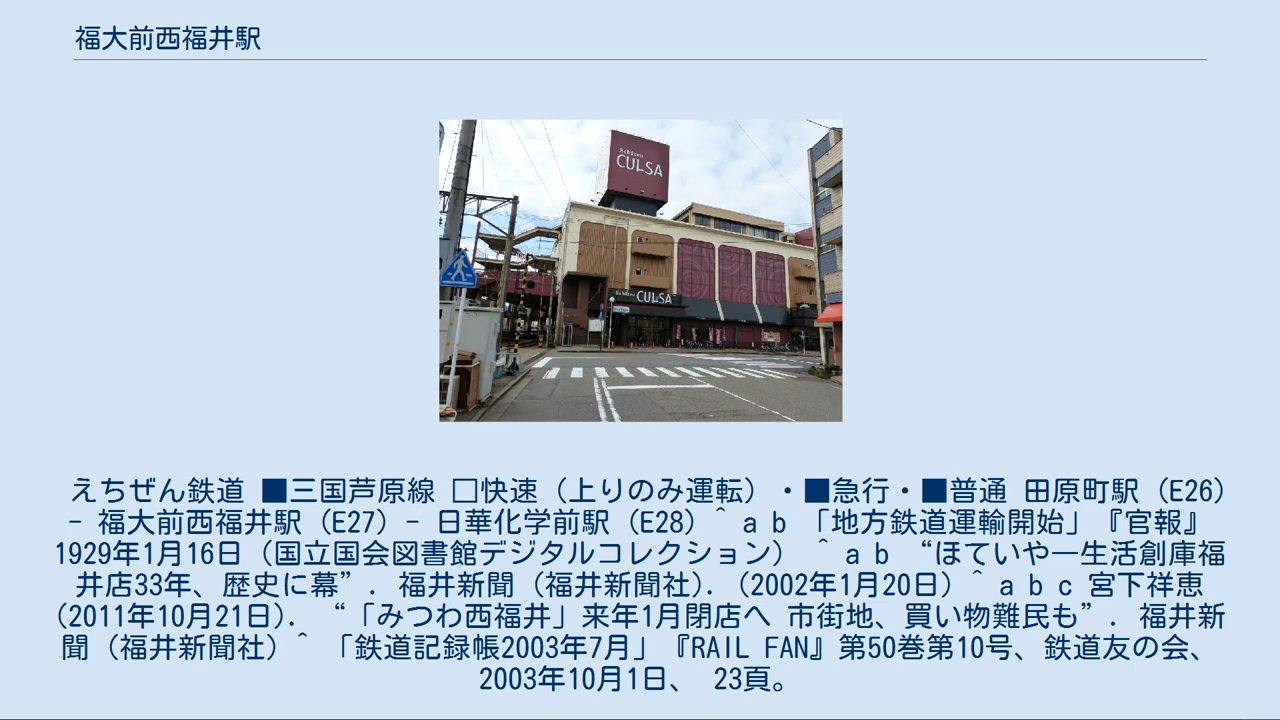 福大前西福井駅
CULSA
CULSA
えちぜん鉄道 ■三国芦原線 □快速（上りのみ運転）・■急行・■普通 田原町駅（E26）
- 福大前西福井駅（E27）- 日華化学前駅（E28）^ a b 「地方鉄道運輸開始」『官報』
1929年1月16日（国立国会図書館デジタルコレクション） ^ a b “ほていや―生活創庫福
井店33年、歴史に幕”. 福井新聞（福井新聞社）.（2002年1月20日）^ a b c 宮下祥恵
(2011年10月21日). “「みつわ西福井」来年1月閉店へ 市街地、買い物難民も”. 福井新
聞（福井新聞社）^ 「鉄道記録帳2003年7月」『RAIL FAN』第50巻第10号、鉄道友の会、
2003年10月1日、 23頁。